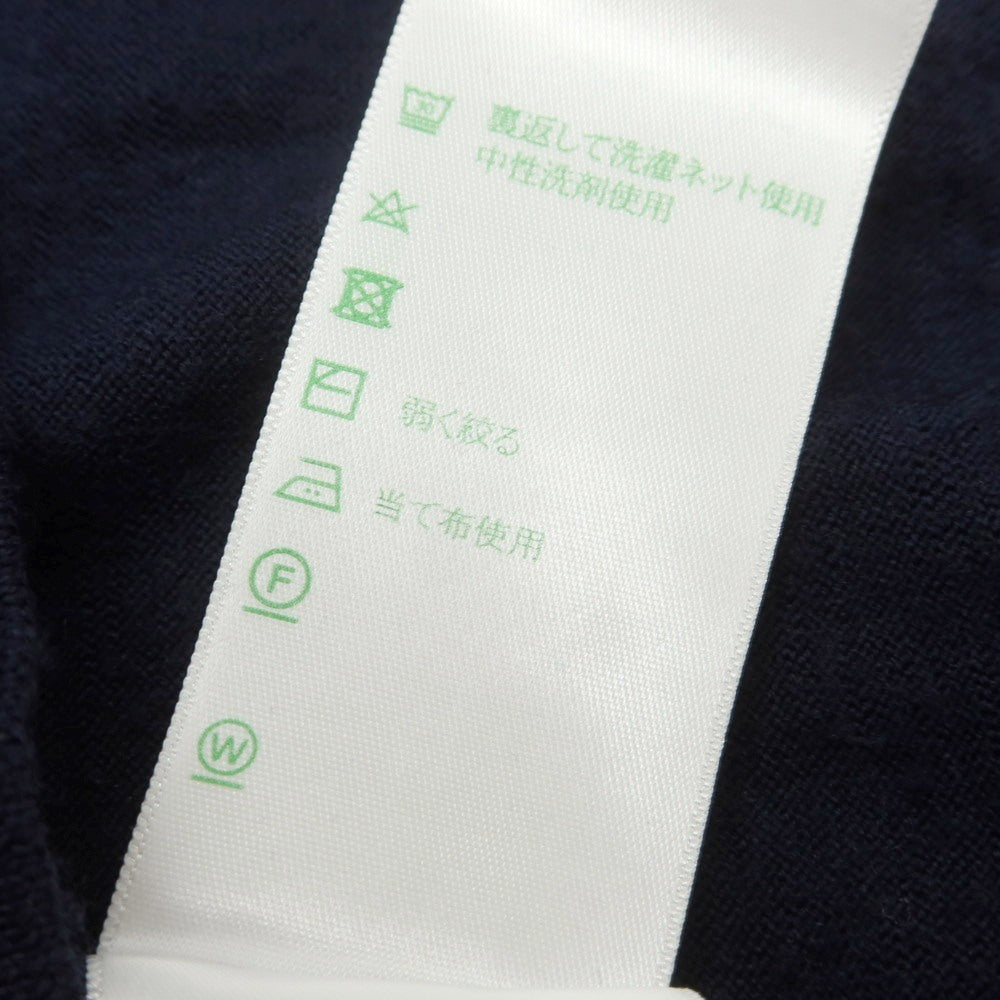 裏返して洗濯ネット使用
中性洗剤使用
弱く絞る
当て布使用
F
W